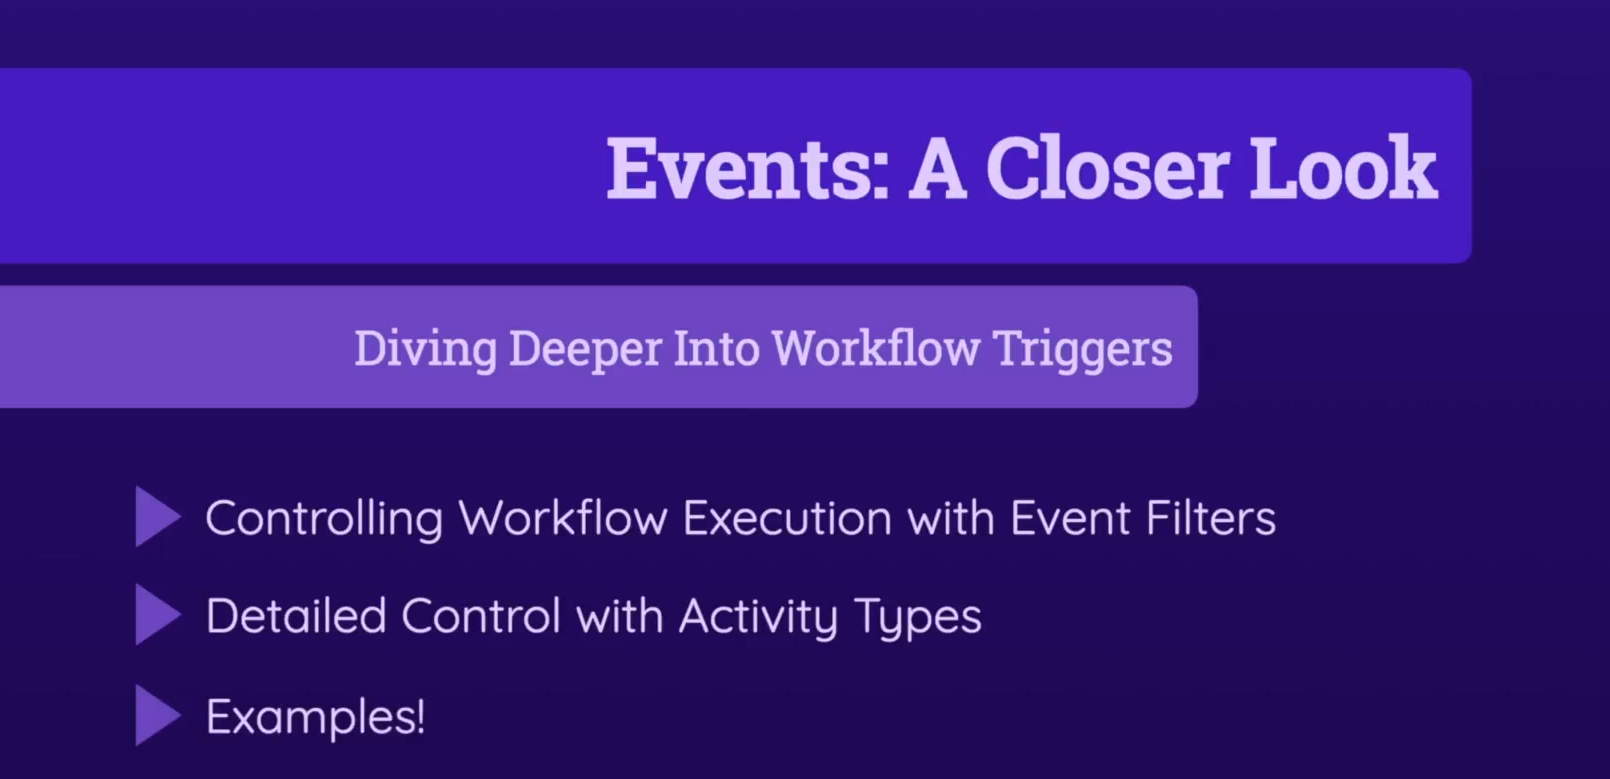 Events: A Closer Look
Diving Deeper Into Workflow Triggers
Controlling Workflow Execution with Event Filters
Detailed Control with Activity Types
Examples!